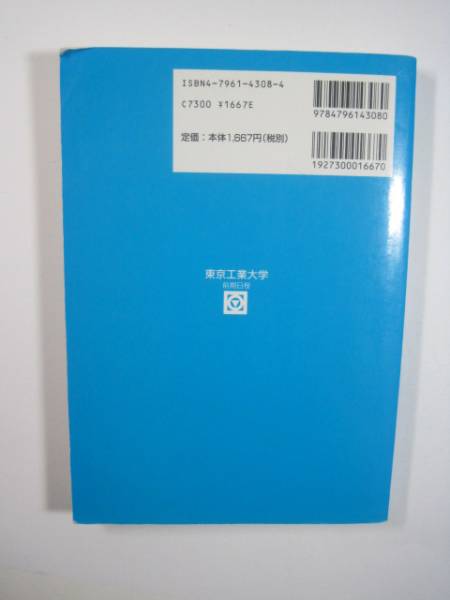 ISBN4-7961-4308-4
C7300 ¥1667E
定価：本体1,667円(税別)
9784796143080
1927300016670
東京工業大学
前期日程